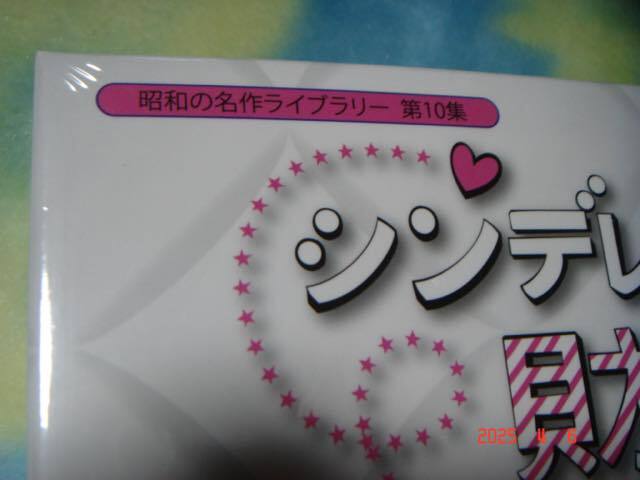 昭和の名作ライブラリー 第10集
シンデレ
財
2025 4 6